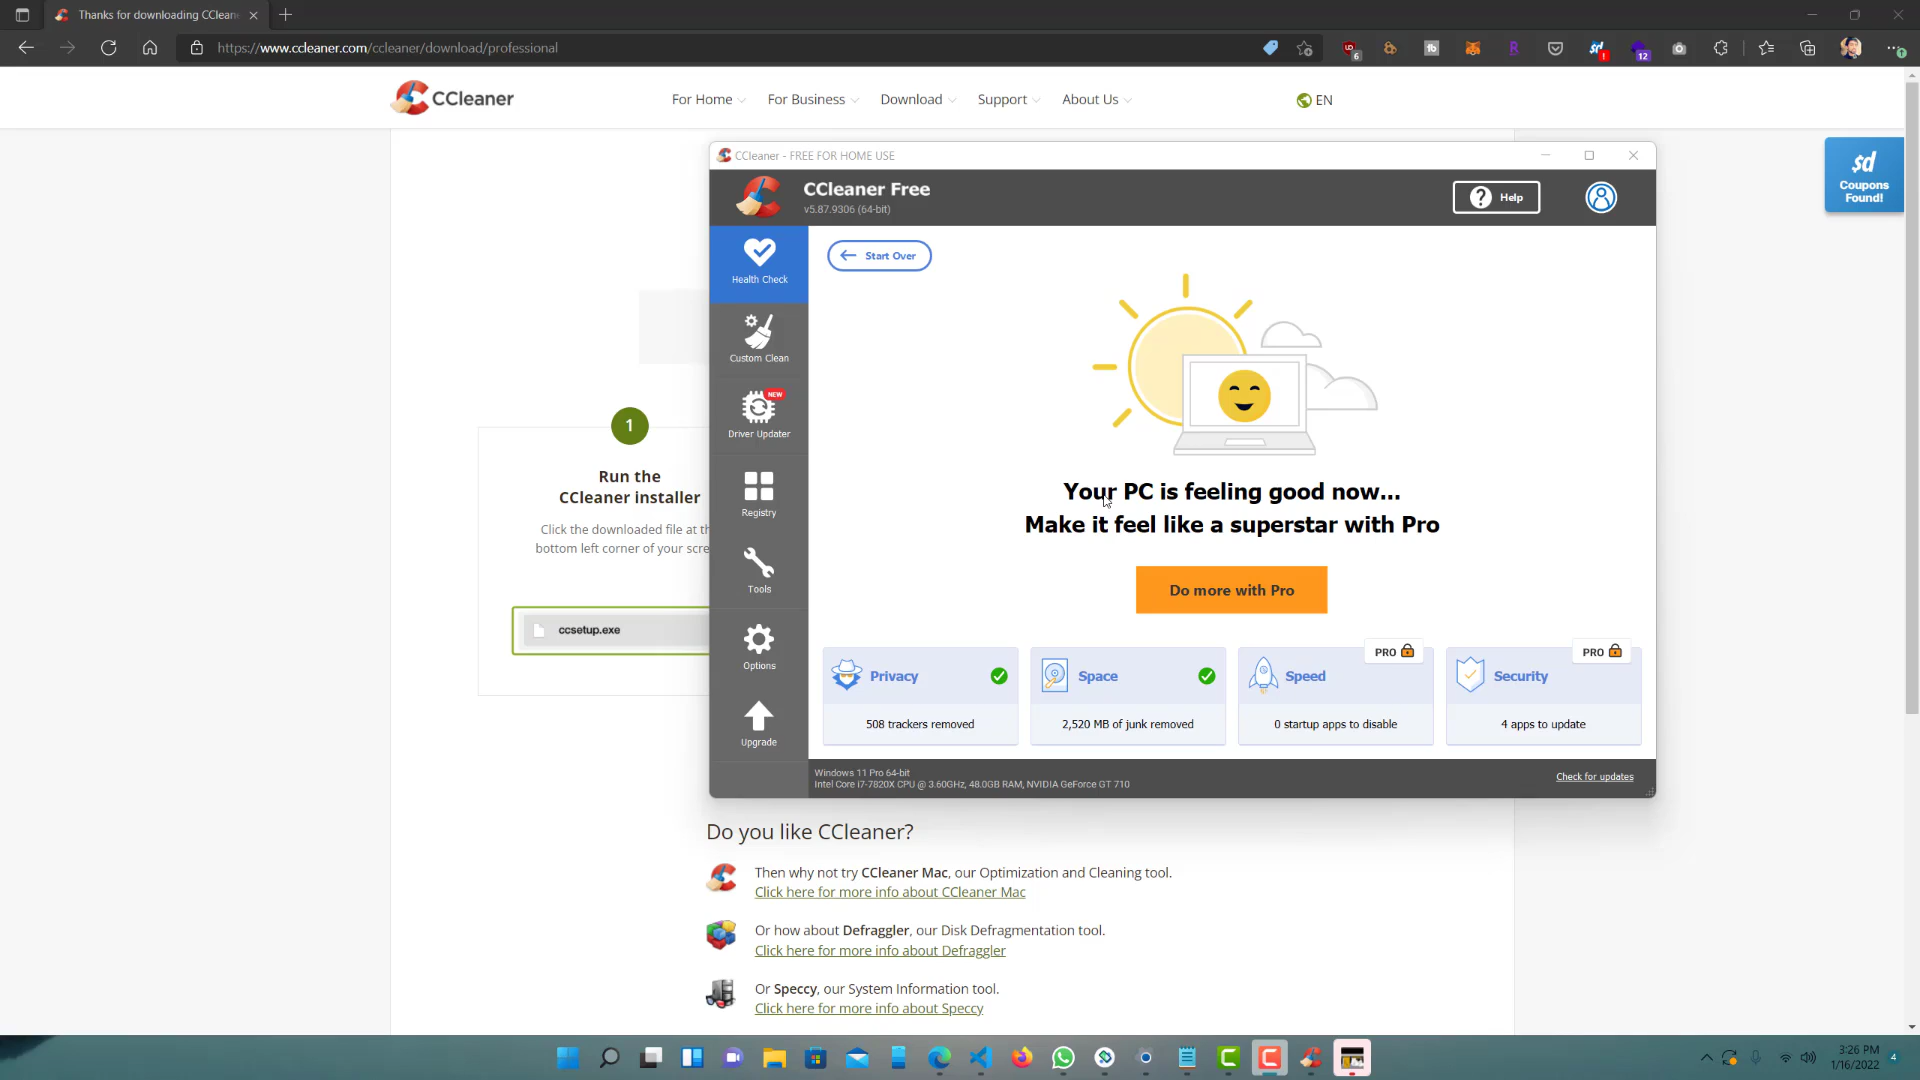 Thanks for downloading CCleane
https://www.ccleaner.com/ccleaner/download/professional
6
12
CCleaner
For Home
For Business
Download
Support
About Us
EN
$d
Coupons
Found!
CCleaner - FREE FOR HOME USE
CCleaner Free
v5.87.9306 (64-bit)
Help
Health Check
Start Over
Custom Clean
NEW
Driver Updater
Registry
Tools
Options
Upgrade
1
Run the
CCleaner installer
Click the downloaded file at th
bottom left corner of your scre
ccsetup.exe
Your PC is feeling good now...
Make it feel like a superstar with Pro
Do more with Pro
Privacy
508 trackers removed
Space
2,520 MB of junk removed
PRO
Speed
0 startup apps to disable
PRO
Security
4 apps to update
Windows 11 Pro 64-bit
Intel Core i7-7820X CPU @ 3.60GHz, 48.0GB RAM, NVIDIA GeForce GT 710
Check for updates
Do you like CCleaner?
Then why not try CCleaner Mac, our Optimization and Cleaning tool.
Click here for more info about CCleaner Mac
Or how about Defraggler, our Disk Defragmentation tool.
Click here for more info about Defraggler
Or Speccy, our System Information tool.
Click here for more info about Speccy
3:26 PM
1/16/2022
4